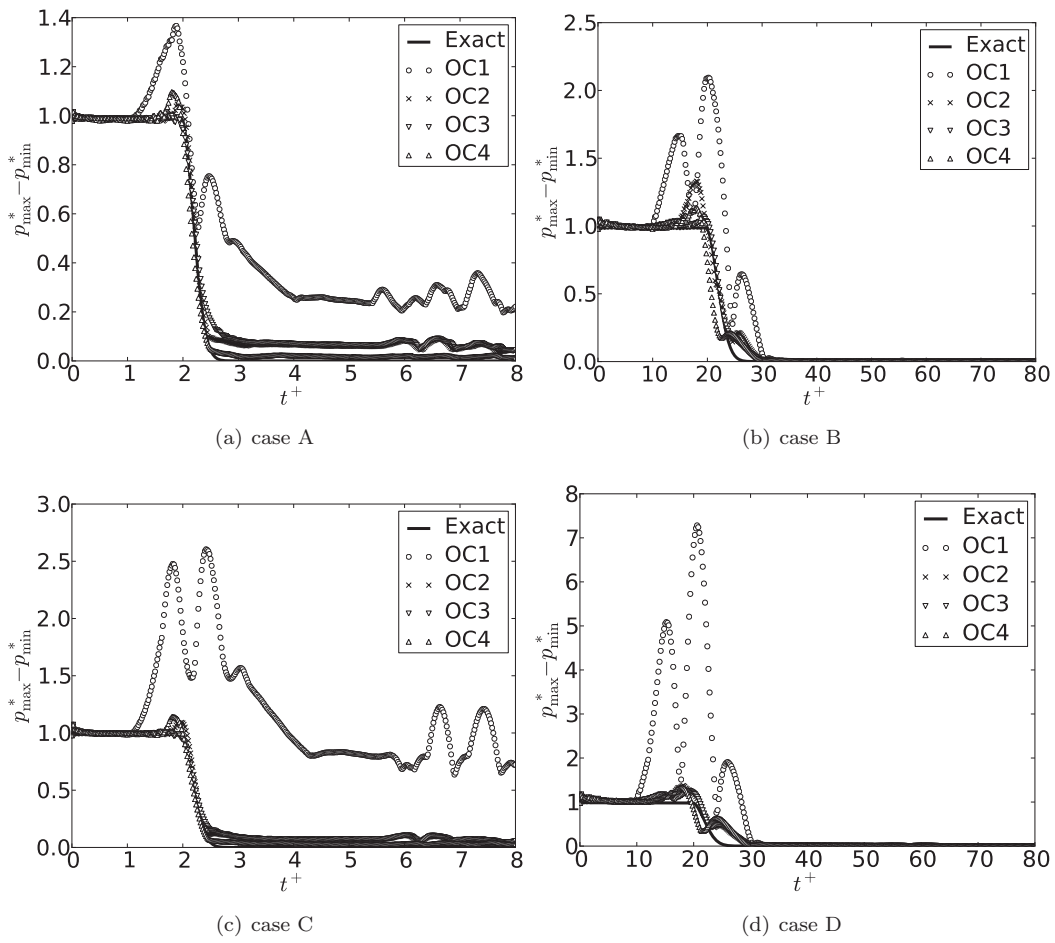 1.4
1.2
1.0
0.8
0.6
0.4
0.2
0.0
p*max−p*min
0 1 2 3 4 5 6 7 8
t+
Exact
OC1
OC2
OC3
OC4
(a) case A
2.5
2.0
1.5
1.0
0.5
0.0
p*max−p*min
0 10 20 30 40 50 60 70 80
t+
Exact
OC1
OC2
OC3
OC4
(b) case B
3.0
2.5
2.0
1.5
1.0
0.5
0.0
p*max−p*min
0 1 2 3 4 5 6 7 8
t+
Exact
OC1
OC2
OC3
OC4
(c) case C
8
7
6
5
4
3
2
1
0
p*max−p*min
0 10 20 30 40 50 60 70 80
t+
Exact
OC1
OC2
OC3
OC4
(d) case D